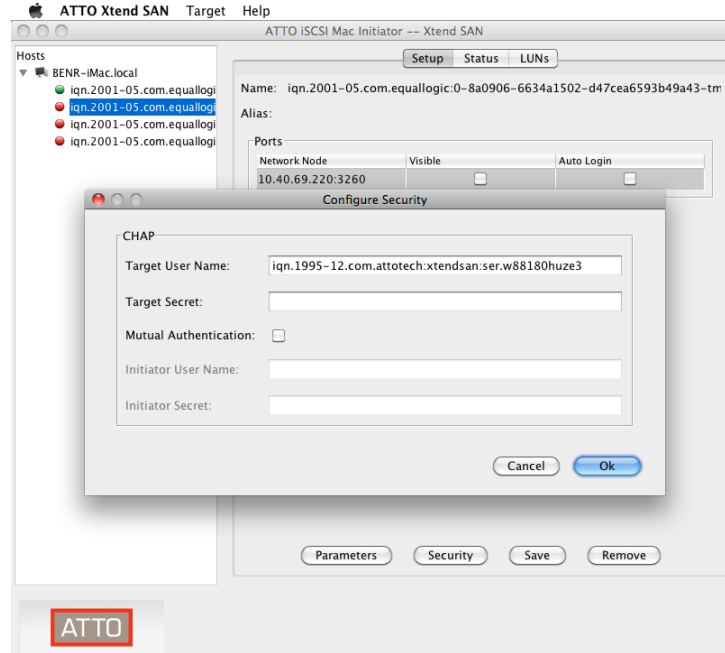 ATTO Xtend SAN Target Help
ATTO iSCSI Mac Initiator -- Xtend SAN
Hosts
BENR-iMac.local
iqn.2001-05.com.equallogi
iqn.2001-05.com.equallogi
iqn.2001-05.com.equallogi
iqn.2001-05.com.equallogi
Setup Status LUNs
Name: iqn.2001-05.com.equallogic:0-8a0906-6634a1502-d47cea6593b49a43-tm
Alias:
Ports
Network Node Visible Auto Login
10.40.69.220:3260
Configure Security
CHAP
Target User Name: iqn.1995-12.com.attotech:xtendsan:ser.w88180huze3
Target Secret:
Mutual Authentication:
Initiator User Name:
Initiator Secret:
Cancel Ok
Parameters Security Save Remove
ATTO